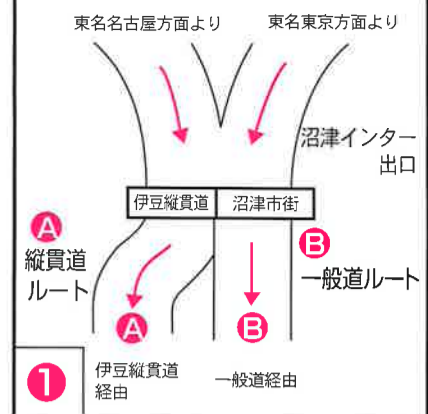 東名名古屋方面より
東名東京方面より
沼津インター
出口
伊豆縦貫道
沼津市街
A
縦貫道
ルート
B
一般道ルート
A
B
1
伊豆縦貫道
経由
一般道経由